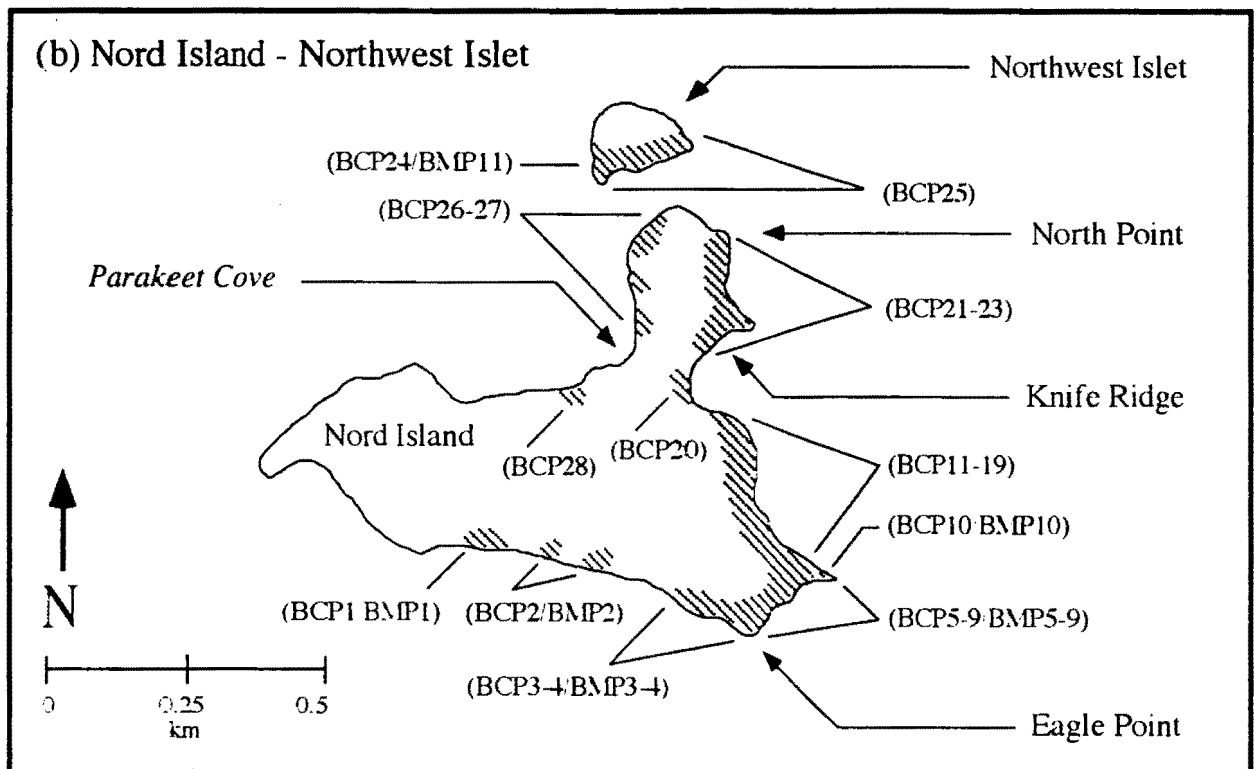 (b) Nord Island - Northwest Islet
Northwest Islet
(BCP24/BMP11)
(BCP25)
(BCP26-27)
North Point
Parakeet Cove
(BCP21-23)
Knife Ridge
Nord Island
(BCP28)
(BCP20)
(BCP11-19)
(BCP10/BMP10)
N
(BCP1 BMP1)
(BCP2/BMP2)
(BCP5-9/BMP5-9)
(BCP3-4/BMP3-4)
0
0.25
0.5
km
Eagle Point